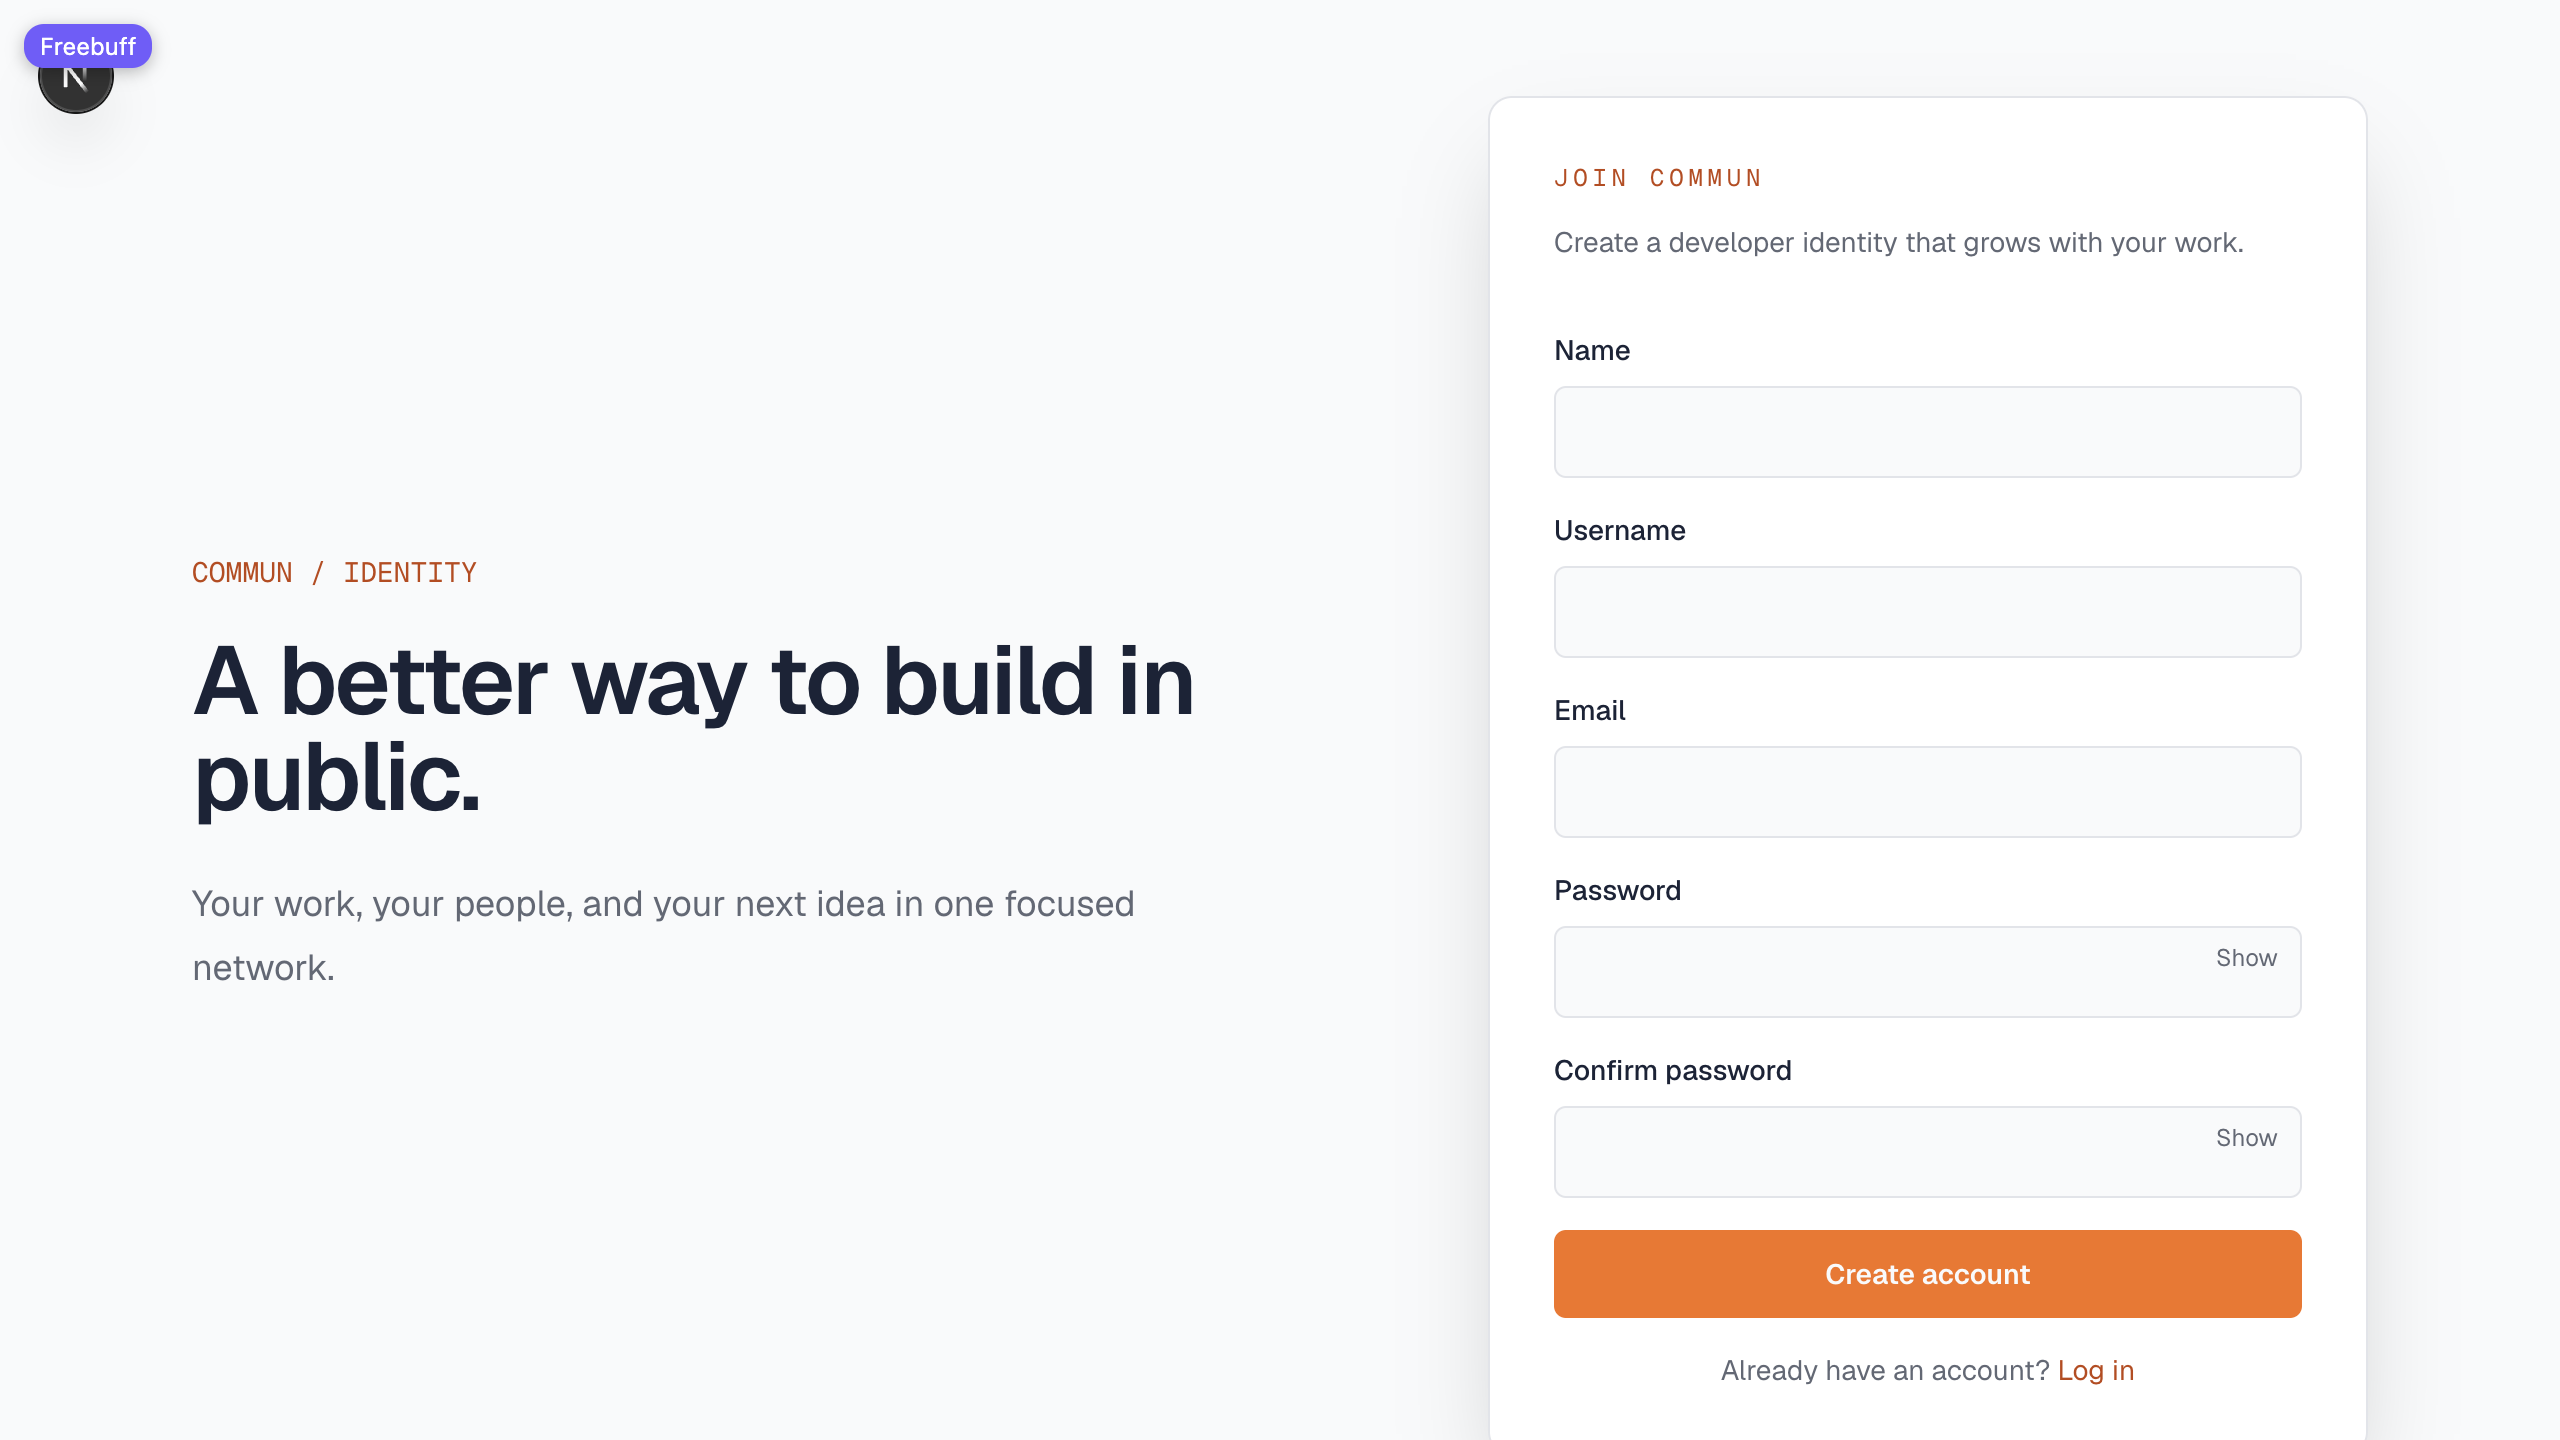 Freebuff
N
COMMUN / IDENTITY
A better way to build in
public.
Your work, your people, and your next idea in one focused
network.
JOIN COMMUN
Create a developer identity that grows with your work.
Name
Username
Email
Password
Show
Confirm password
Show
Create account
Already have an account? Log in